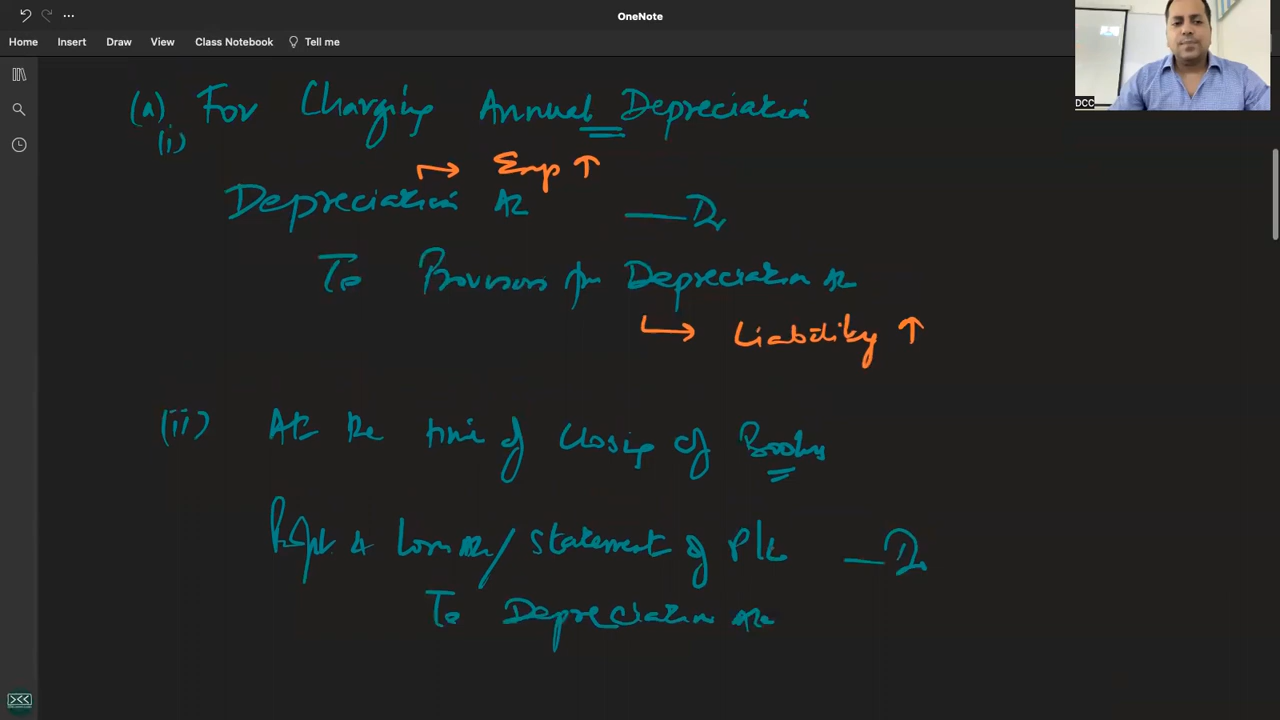 OneNote
Home Insert Draw View Class Notebook Tell me
DCC
(A) For Charging Annual Depreciation
(i)
→ Exp ↑
Depreciation A/c —— Dr
To Provision for Depreciation A/c
→ Liability ↑
(ii) At the time of closing of Books
Profit & Loss A/c / Statement of P/L — Dr
To Depreciation A/c
DCC